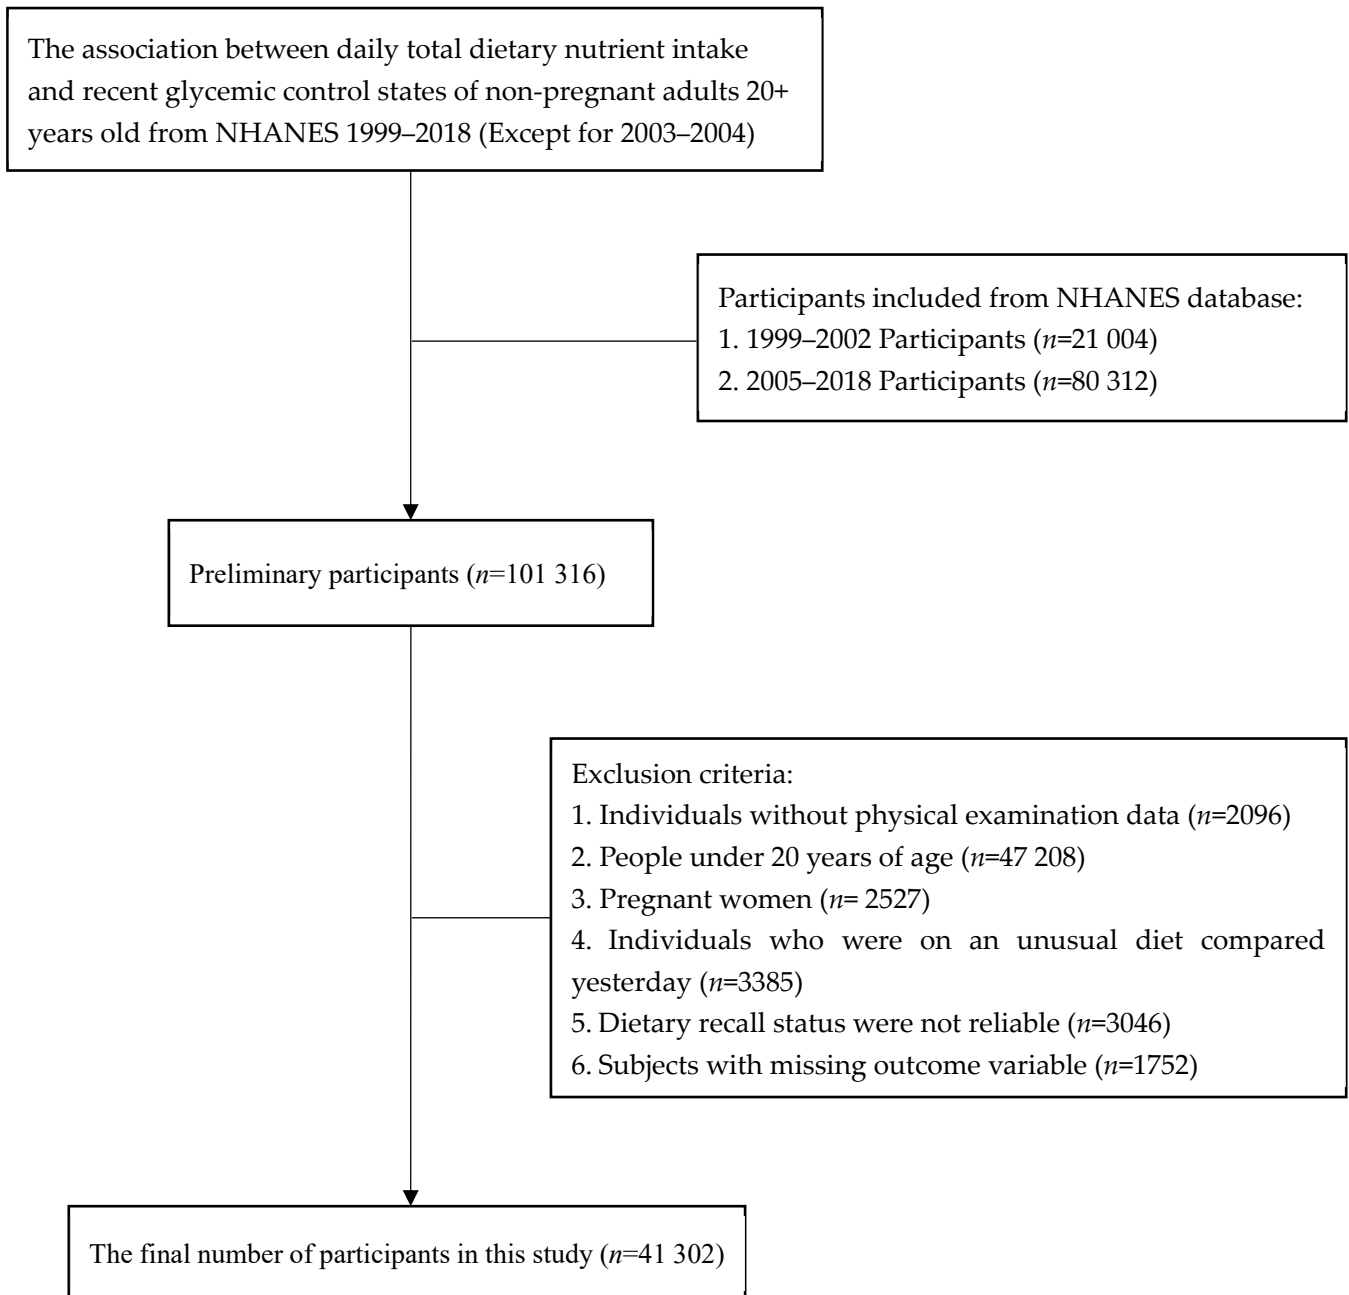 The association between daily total dietary nutrient intake
and recent glycemic control states of non-pregnant adults 20+
years old from NHANES 1999–2018 (Except for 2003–2004)
Participants included from NHANES database:
1. 1999–2002 Participants (n=21 004)
2. 2005–2018 Participants (n=80 312)
Preliminary participants (n=101 316)
Exclusion criteria:
1. Individuals without physical examination data (n=2096)
2. People under 20 years of age (n=47 208)
3. Pregnant women (n= 2527)
4. Individuals who were on an unusual diet compared
yesterday (n=3385)
5. Dietary recall status were not reliable (n=3046)
6. Subjects with missing outcome variable (n=1752)
The final number of participants in this study (n=41 302)